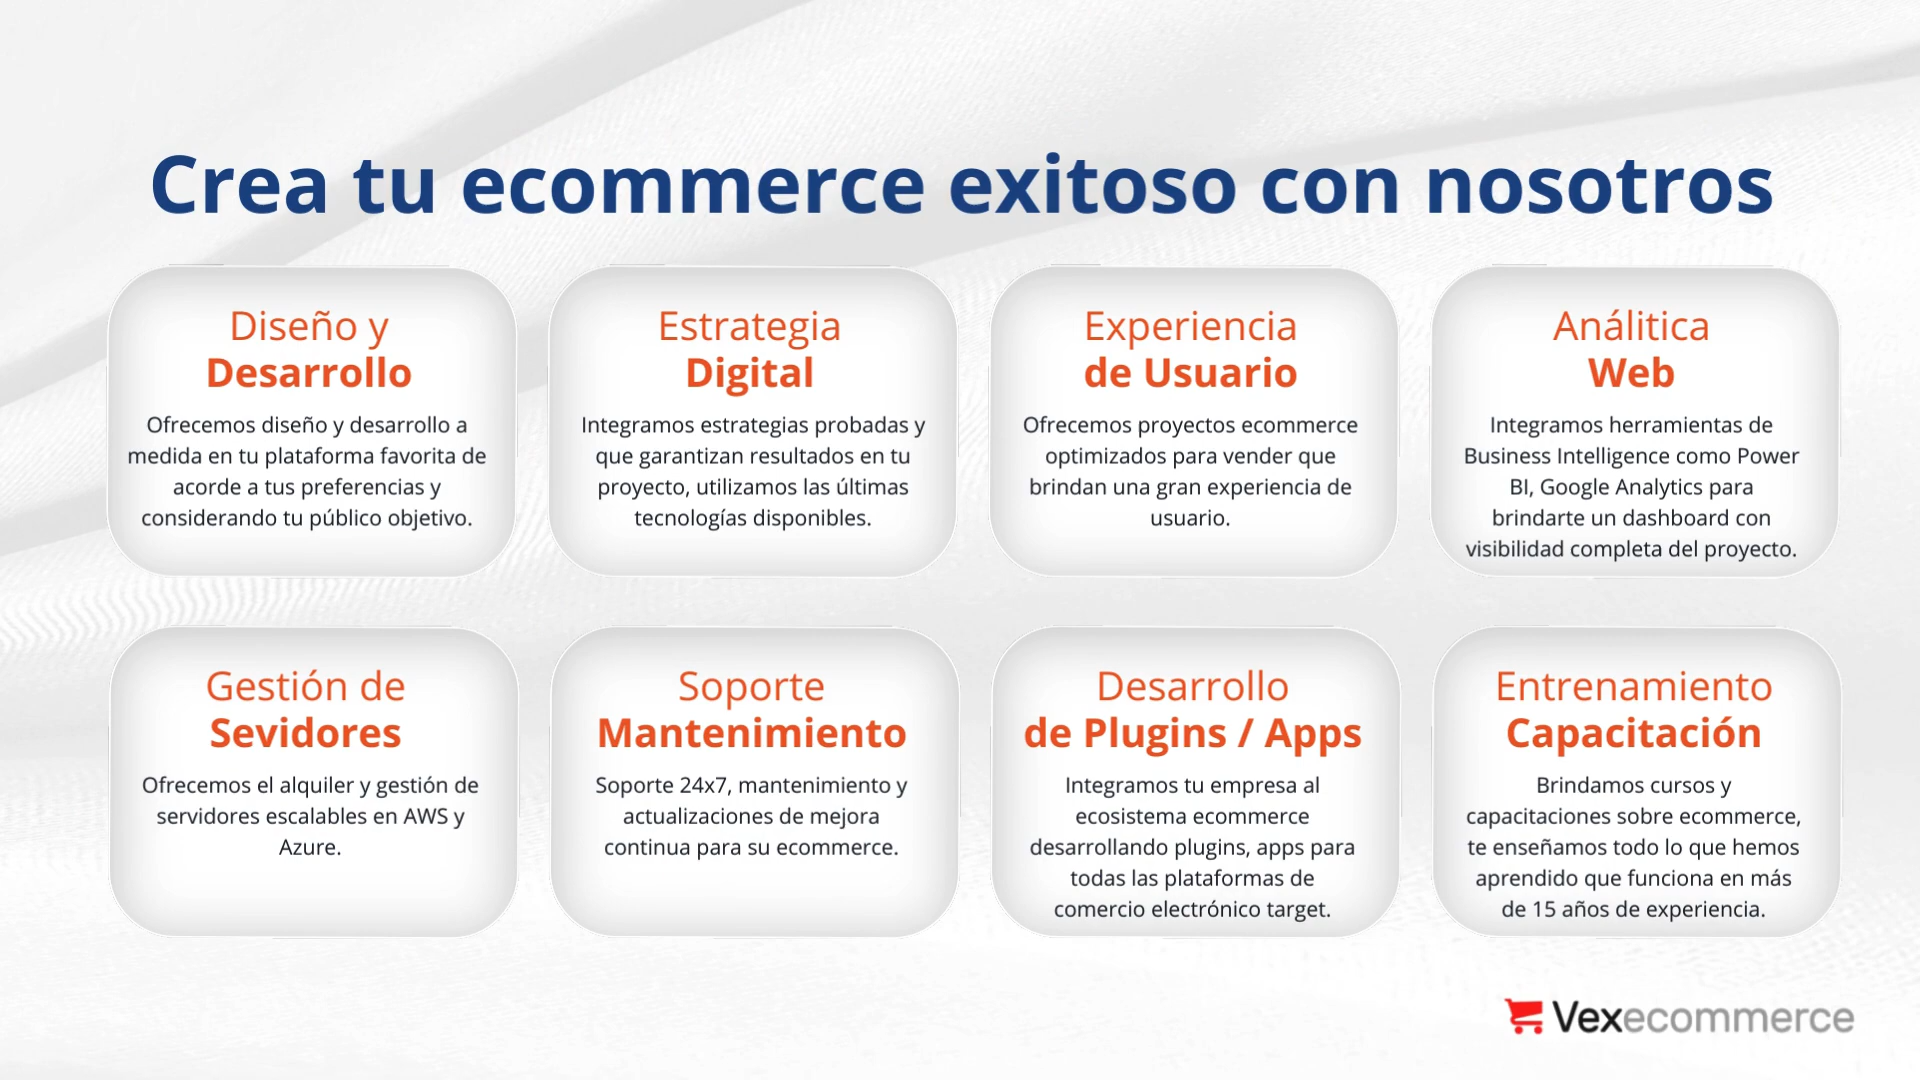 Crea tu ecommerce exitoso con nosotros
Diseño y
Desarrollo
Ofrecemos diseño y desarrollo a
medida en tu plataforma favorita de
acorde a tus preferencias y
considerando tu público objetivo.
Estrategia
Digital
Integramos estrategias probadas y
que garantizan resultados en tu
proyecto, utilizamos las últimas
tecnologías disponibles.
Experiencia
de Usuario
Ofrecemos proyectos ecommerce
optimizados para vender que
brindan una gran experiencia de
usuario.
Análitica
Web
Integramos herramientas de
Business Intelligence como Power
BI, Google Analytics para
brindarte un dashboard con
visibilidad completa del proyecto.
Gestión de
Sevidores
Ofrecemos el alquiler y gestión de
servidores escalables en AWS y
Azure.
Soporte
Mantenimiento
Soporte 24x7, mantenimiento y
actualizaciones de mejora
continua para su ecommerce.
Desarrollo
de Plugins / Apps
Integramos tu empresa al
ecosistema ecommerce
desarrollando plugins, apps para
todas las plataformas de
comercio electrónico target.
Entrenamiento
Capacitación
Brindamos cursos y
capacitaciones sobre ecommerce,
te enseñamos todo lo que hemos
aprendido que funciona en más
de 15 años de experiencia.
Vexecommerce